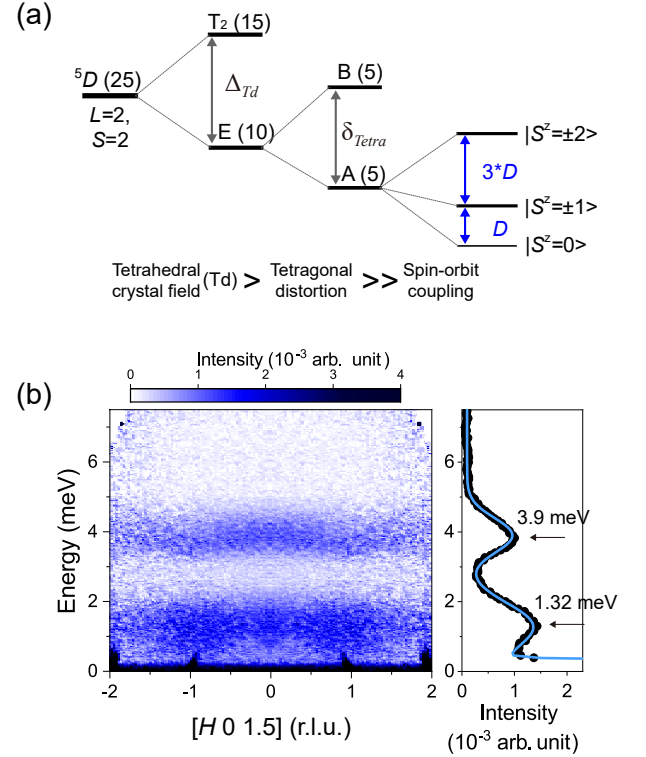 (a)
T₂ (15)
⁵D (25)
L=2,
S=2
Δ_Td
E (10)
B (5)
δ_Tetra
A (5)
|Sᶻ=±2>
3*D
|Sᶻ=±1>
D
|Sᶻ=0>
Tetrahedral (Td) > Tetragonal >> Spin-orbit
crystal field distortion coupling
(b)
Intensity (10⁻³ arb. unit)
0 1 2 3 4
Energy (meV)
6
4
2
0
-2 -1 0 1 2
[H 0 1.5] (r.l.u.)
3.9 meV
1.32 meV
6
4
2
0
0 1 2
Intensity
(10⁻³ arb. unit)